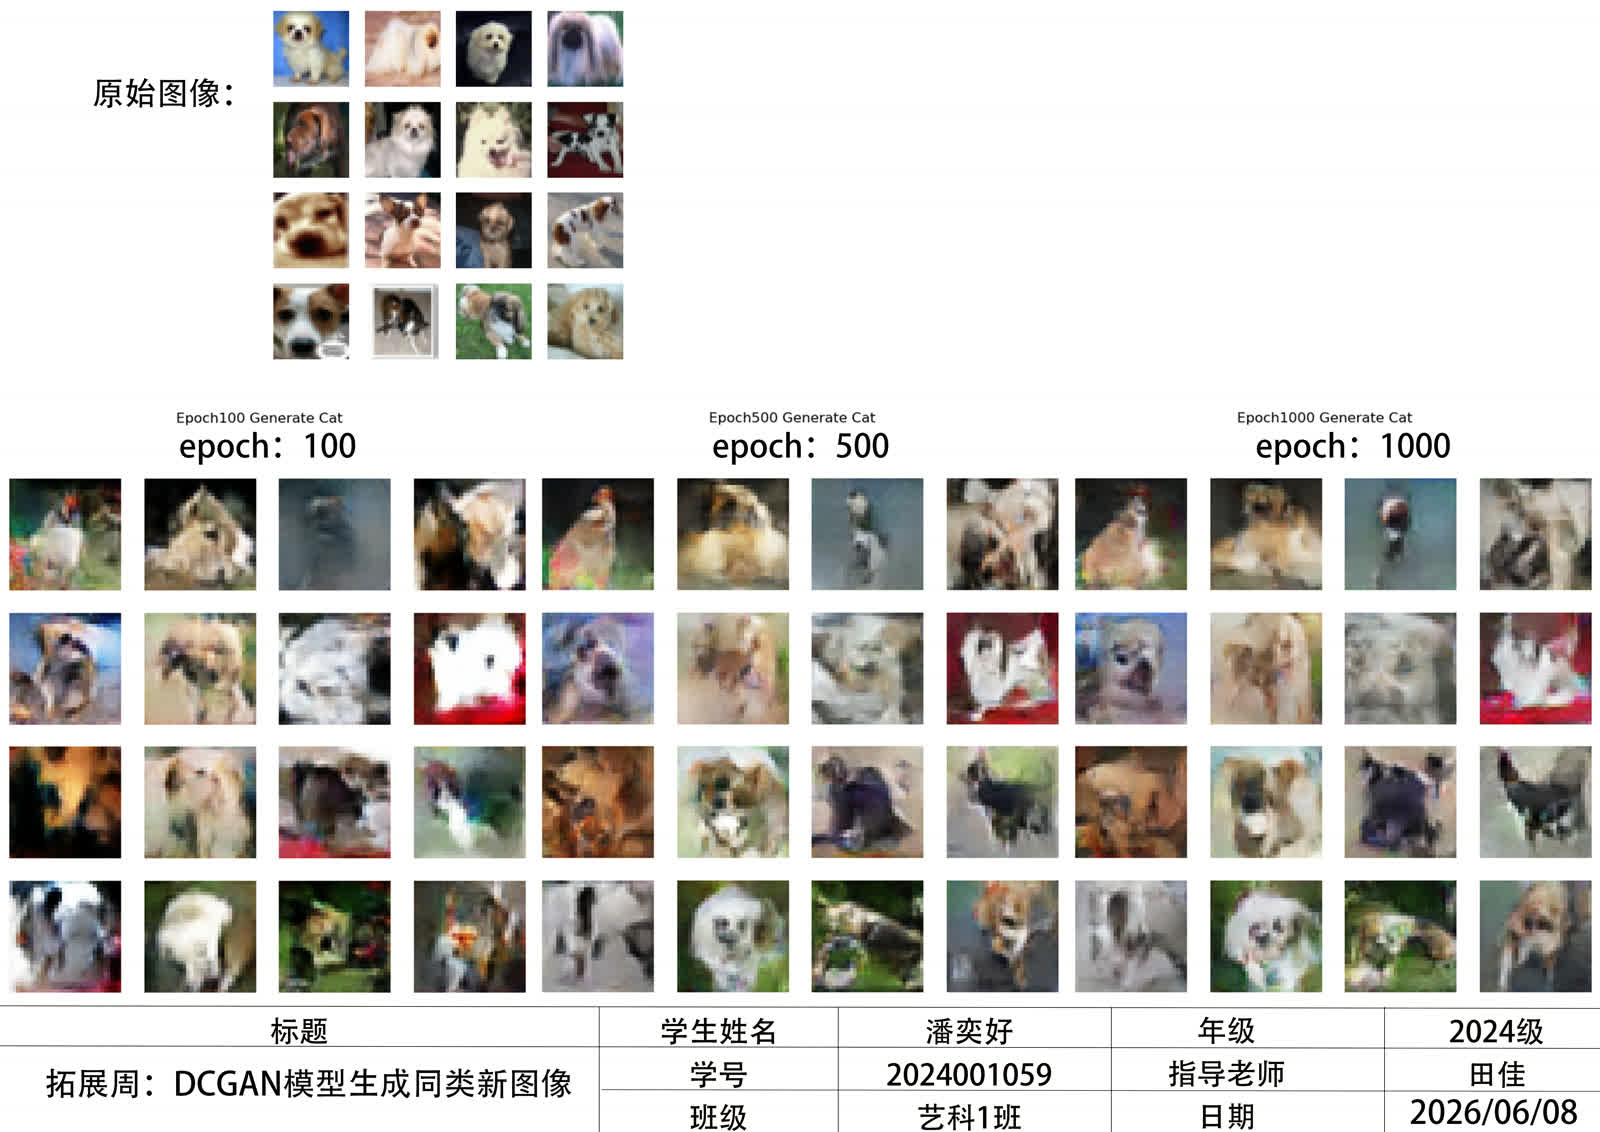 原始图像：
Epoch100 Generate Cat
epoch：100
Epoch500 Generate Cat
epoch：500
Epoch1000 Generate Cat
epoch：1000
标题
学生姓名
潘奕好
年级
2024级
拓展周：DCGAN模型生成同类新图像
学号
2024001059
指导老师
田佳
班级
艺科1班
日期
2026/06/08